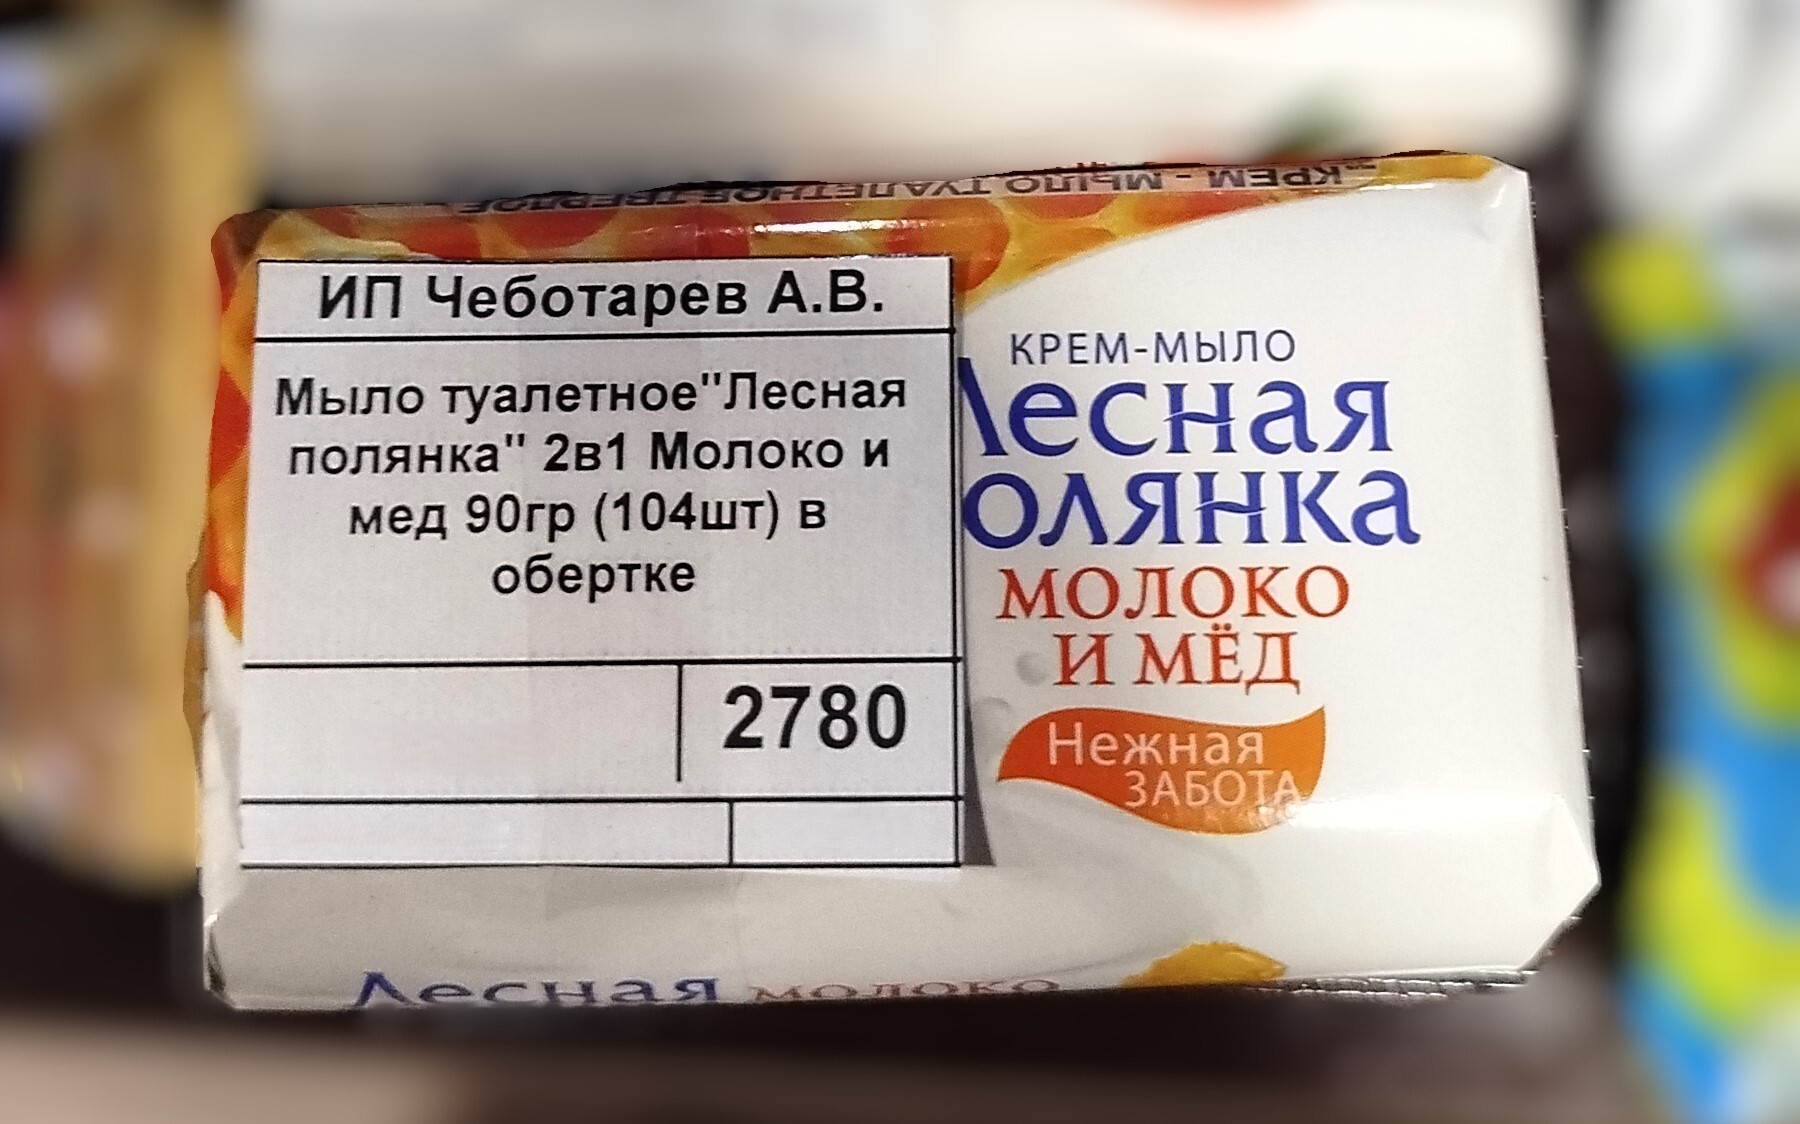 "КРЕМ - МЫЛО ТУАЛЕТНОЕ ТВЕРДОЕ"
ИП Чеботарев А.В.
Мыло туалетное"Лесная
полянка" 2в1 Молоко и
мед 90гр (104шт) в
обертке
2780
КРЕМ-МЫЛО
Лесная
олянка
МОЛОКО
И МЁД
Нежная
ЗАБОТА
Лесная МОЛОКО